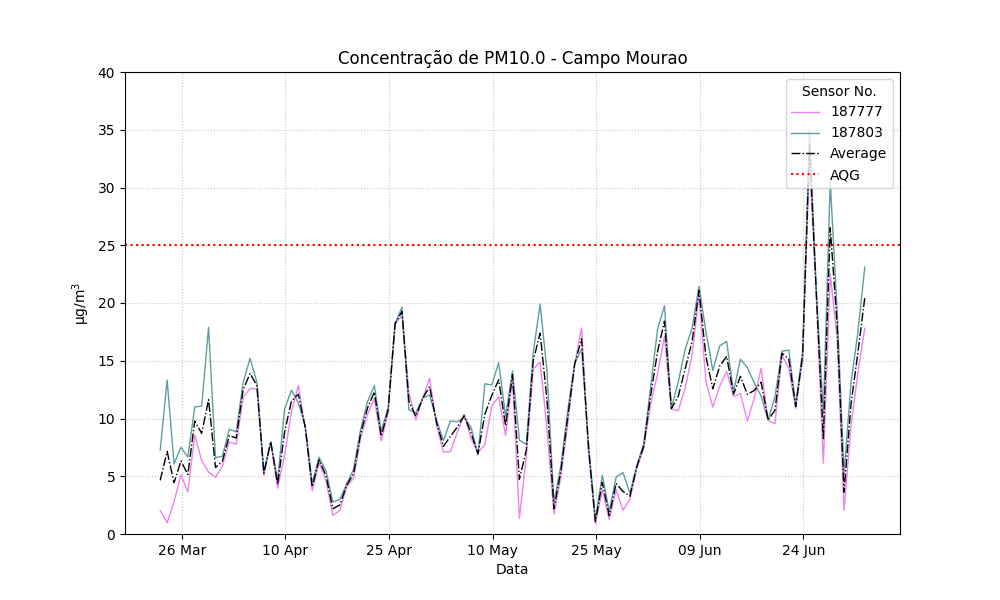 Concentração de PM10.0 - Campo Mourao
Sensor No.
187777
187803
Average
AQG
40
35
30
25
20
15
10
5
0
µg/m³
26 Mar
10 Apr
25 Apr
10 May
25 May
09 Jun
24 Jun
Data